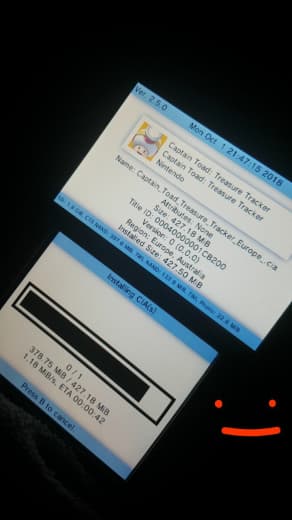 Ver. 2.5.0
Mon Oct 1 21:47:15 2018
Captain Toad: Treasure Tracker
Captain Toad: Treasure Tracker
Nintendo
Name: Captain_Toad_Treasure_Tracker_Europe_.cia
Attributes: None
Size: 427.18 MiB
Title ID: 00040000001CB200
Version: 0 (0.0.0)
Region: Europe, Australia
Installed Size: 427.50 MiB
Installing CIA(s)
0 / 1
378.75 MiB / 427.18 MiB
1.18 MiB/s, ETA 00:00:42
Press B to cancel